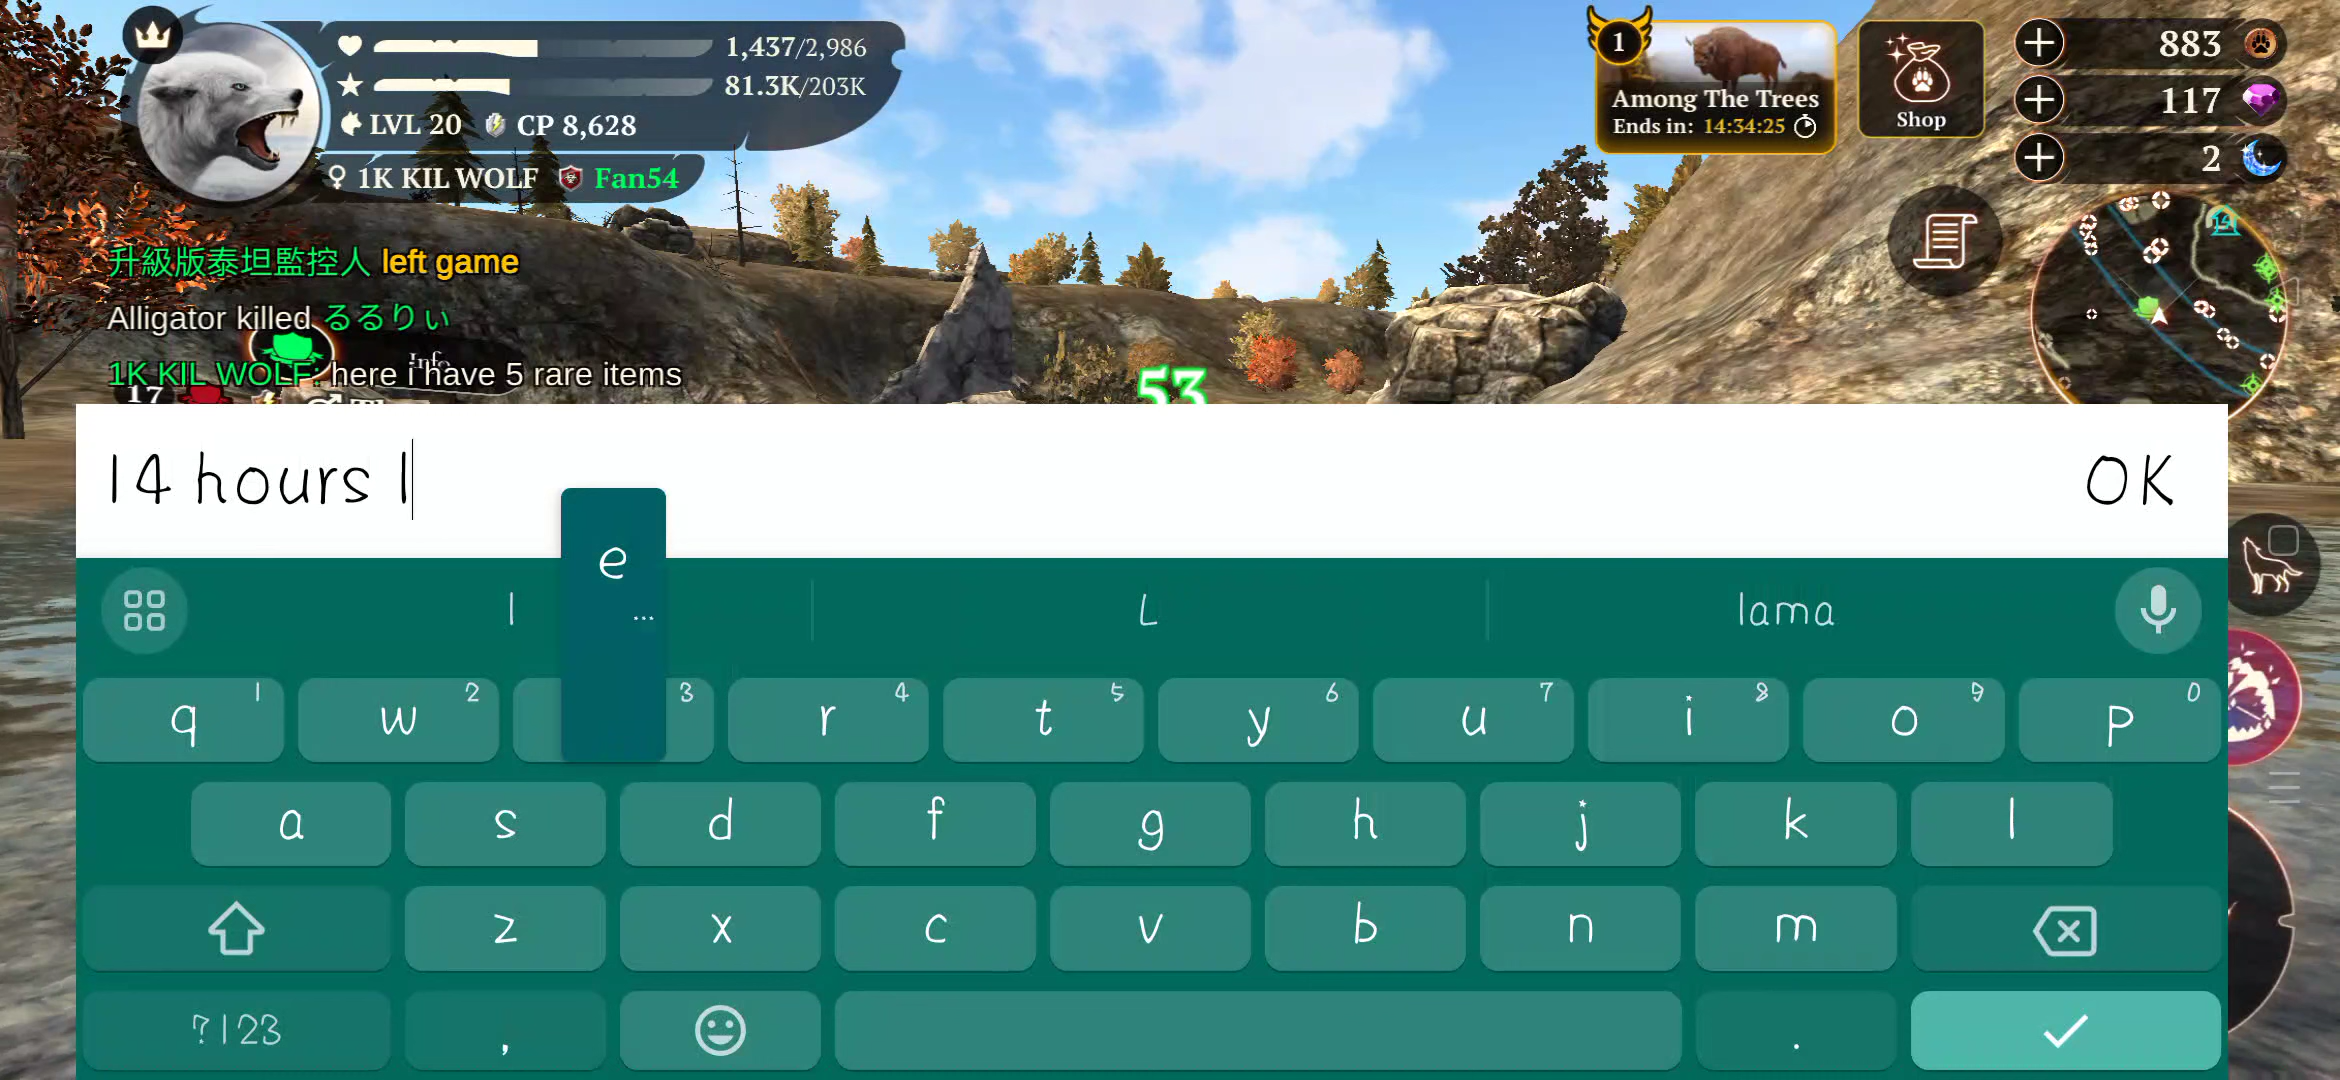 1,437/2,986
81.3K/203K
LVL 20 CP 8,628
1K KIL WOLF Fan54
1
Among The Trees
Ends in: 14:34:25
Shop
883
117
2
升級版泰坦監控人 left game
Alligator killed るるりぃ
Info
1K KIL WOLF: here i have 5 rare items
17
53
14 hours l
OK
e
...
l L lama
q 1 w 2 3 r 4 t 5 y 6 u 7 i 8 o 9 p 0
a s d f g h j k l
z x c v b n m
?123 , .